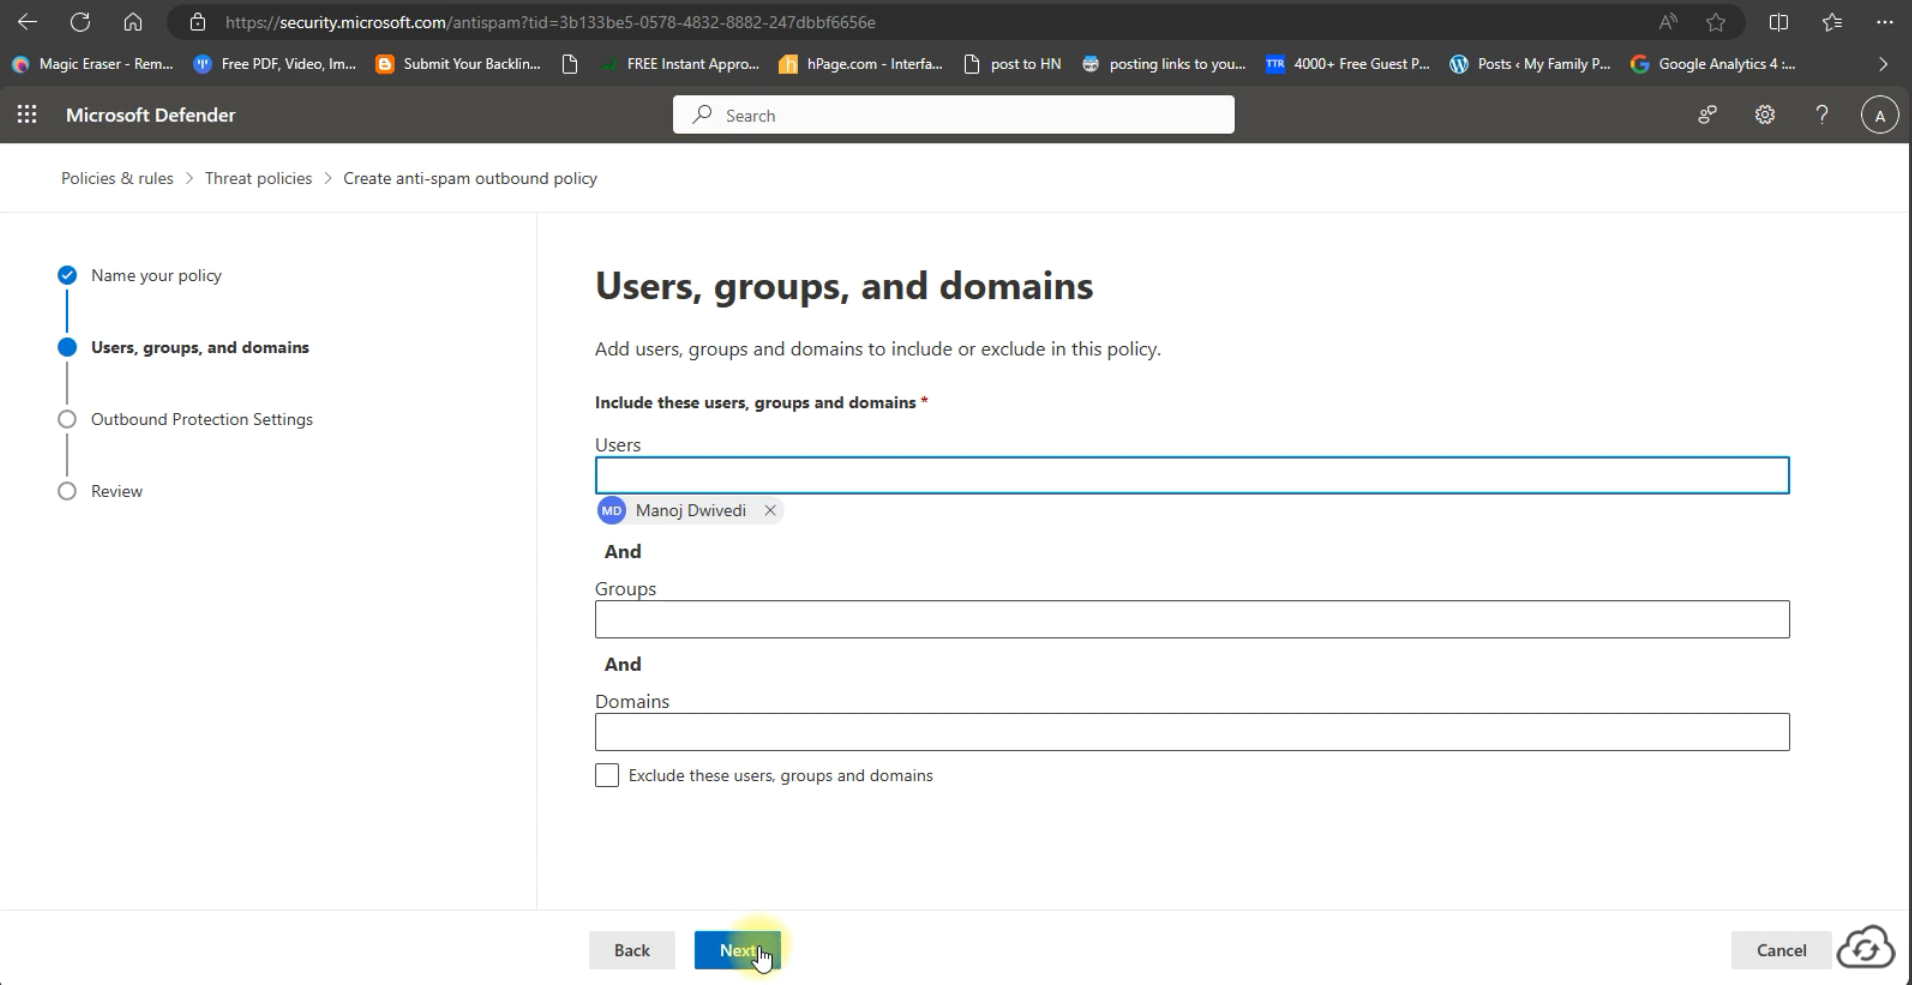 https://security.microsoft.com/antispam?tid=3b133be5-0578-4832-8882-247dbbf6656e
Magic Eraser - Rem... Free PDF, Video, Im... Submit Your Backlin... FREE Instant Appro... hPage.com - Interfa... post to HN posting links to you... TTR 4000+ Free Guest P... Posts ‹ My Family P... Google Analytics 4 :...
Microsoft Defender Search A
Policies & rules > Threat policies > Create anti-spam outbound policy
Name your policy
Users, groups, and domains
Outbound Protection Settings
Review
Users, groups, and domains
Add users, groups and domains to include or exclude in this policy.
Include these users, groups and domains *
Users
MD Manoj Dwivedi
And
Groups
And
Domains
Exclude these users, groups and domains
Back Next Cancel